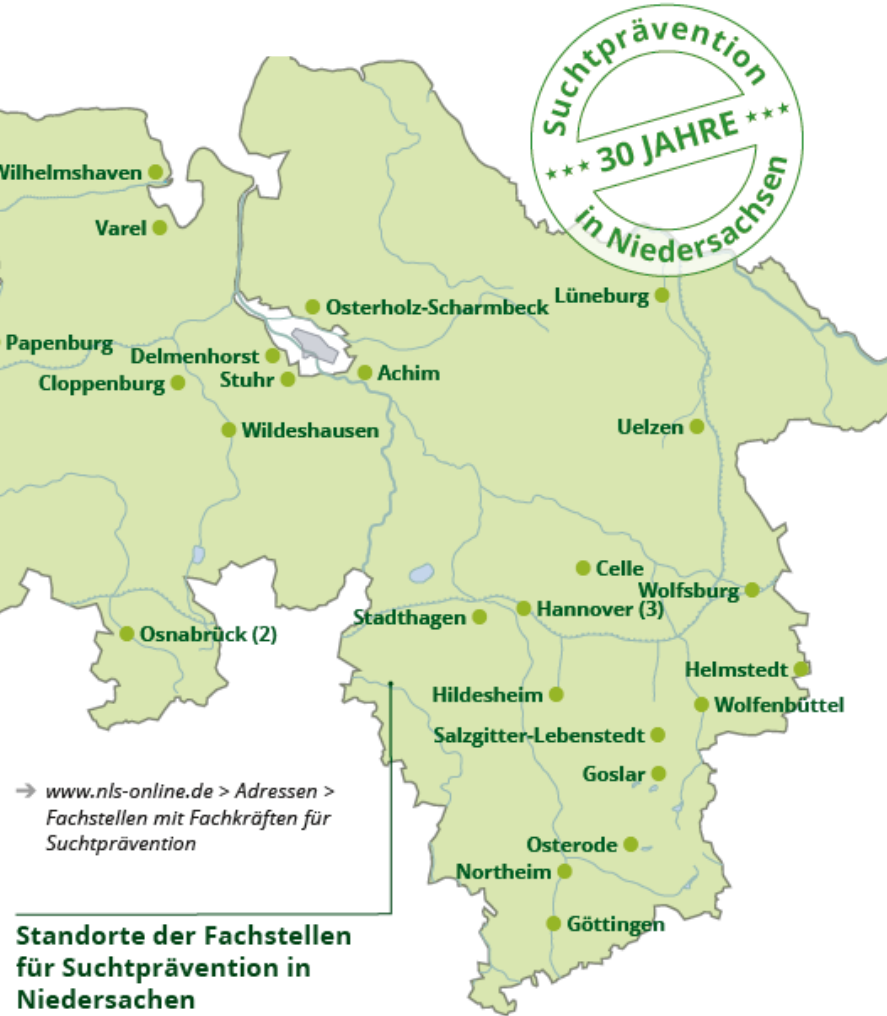 Suchtprävention
*** 30 JAHRE ***
in Niedersachsen
Wilhelmshaven
Varel
Osterholz-Scharmbeck
Lüneburg
Papenburg
Delmenhorst
Cloppenburg
Stuhr
Achim
Wildeshausen
Uelzen
Celle
Wolfsburg
Stadthagen
Hannover (3)
Osnabrück (2)
Helmstedt
Hildesheim
Wolfenbüttel
Salzgitter-Lebenstedt
Goslar
Osterode
Northeim
Göttingen
→ www.nls-online.de > Adressen >
Fachstellen mit Fachkräften für
Suchtprävention
Standorte der Fachstellen
für Suchtprävention in
Niedersachen